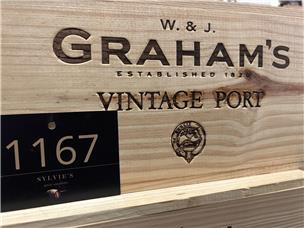 W. & J.
GRAHAM'S
ESTABLISHED 1820
VINTAGE PORT
1167
SYLVIE'S